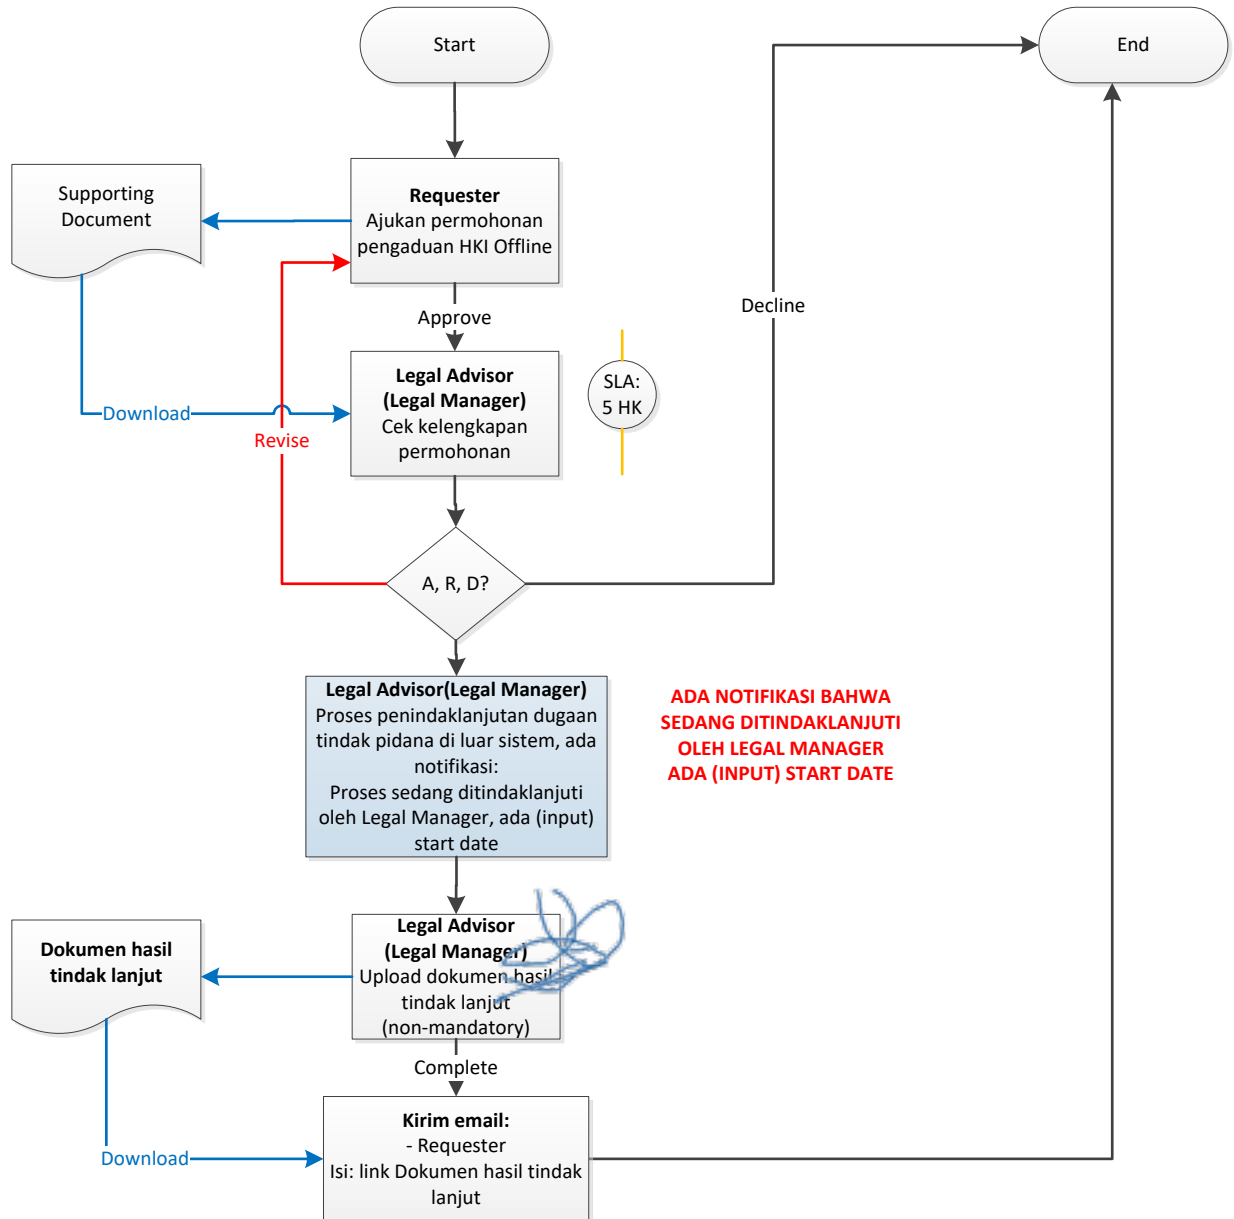 Start
End
Supporting
Document
Requester
Ajukan permohonan
pengaduan HKI Offline
Decline
Approve
Legal Advisor
(Legal Manager)
Cek kelengkapan
permohonan
SLA:
5 HK
Download
Revise
A, R, D?
Legal Advisor(Legal Manager)
Proses penindaklanjutan dugaan
tindak pidana di luar sistem, ada
notifikasi:
Proses sedang ditindaklanjuti
oleh Legal Manager, ada (input)
start date
ADA NOTIFIKASI BAHWA
SEDANG DITINDAKLANJUTI
OLEH LEGAL MANAGER
ADA (INPUT) START DATE
Dokumen hasil
tindak lanjut
Legal Advisor
(Legal Manager)
Upload dokumen hasil
tindak lanjut
(non-mandatory)
Complete
Download
Kirim email:
- Requester
Isi: link Dokumen hasil tindak
lanjut